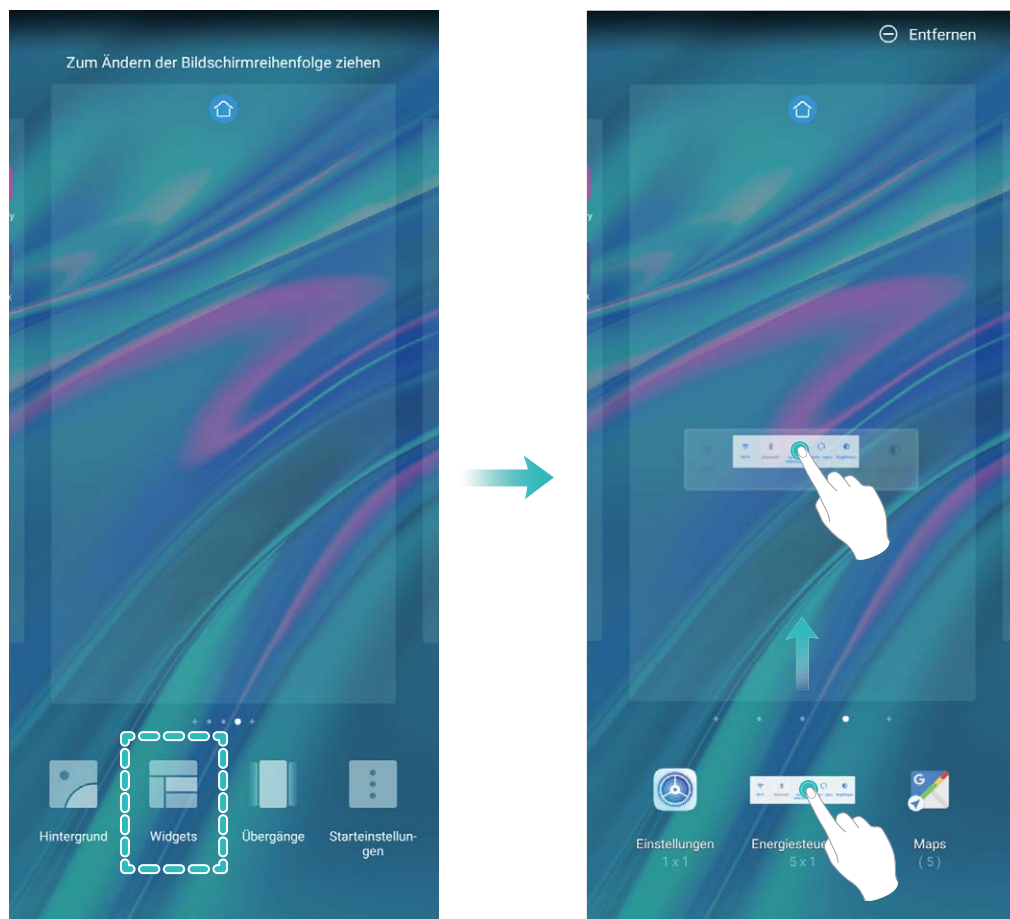 Zum Ändern der Bildschirmreihenfolge ziehen
Hintergrund
Widgets
Übergänge
Starteinstellun-
gen
Entfernen
Einstellungen
1 x 1
Energiesteue
5 x 1
Maps
( 5 )